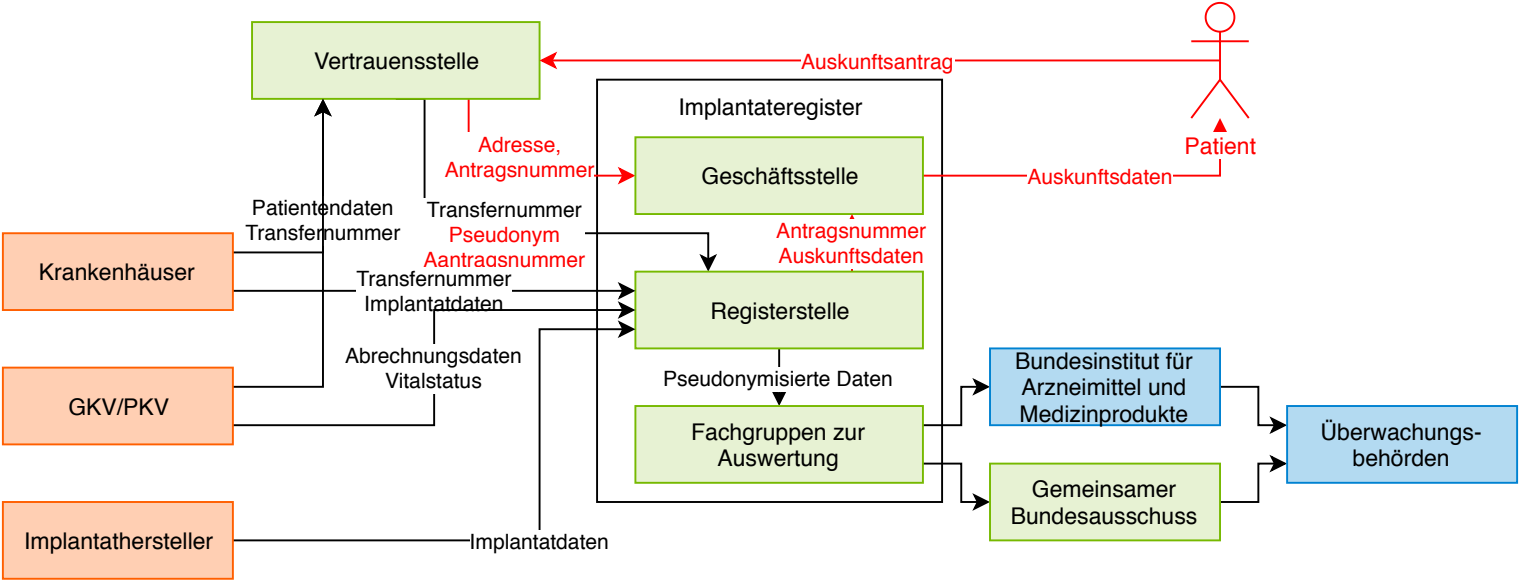 Vertrauensstelle
Auskunftsantrag
Implantateregister
Adresse,
Antragsnummer
Geschäftsstelle
Patient
Auskunftsdaten
Patientendaten
Transfernummer
Transfernummer
Pseudonym
Aantragsnummer
Antragsnummer
Auskunftsdaten
Krankenhäuser
Transfernummer
Implantatdaten
Registerstelle
Abrechnungsdaten
Vitalstatus
GKV/PKV
Pseudonymisierte Daten
Bundesinstitut für
Arzneimittel und
Medizinprodukte
Fachgruppen zur
Auswertung
Überwachungs-
behörden
Gemeinsamer
Bundesausschuss
Implantathersteller
Implantatdaten